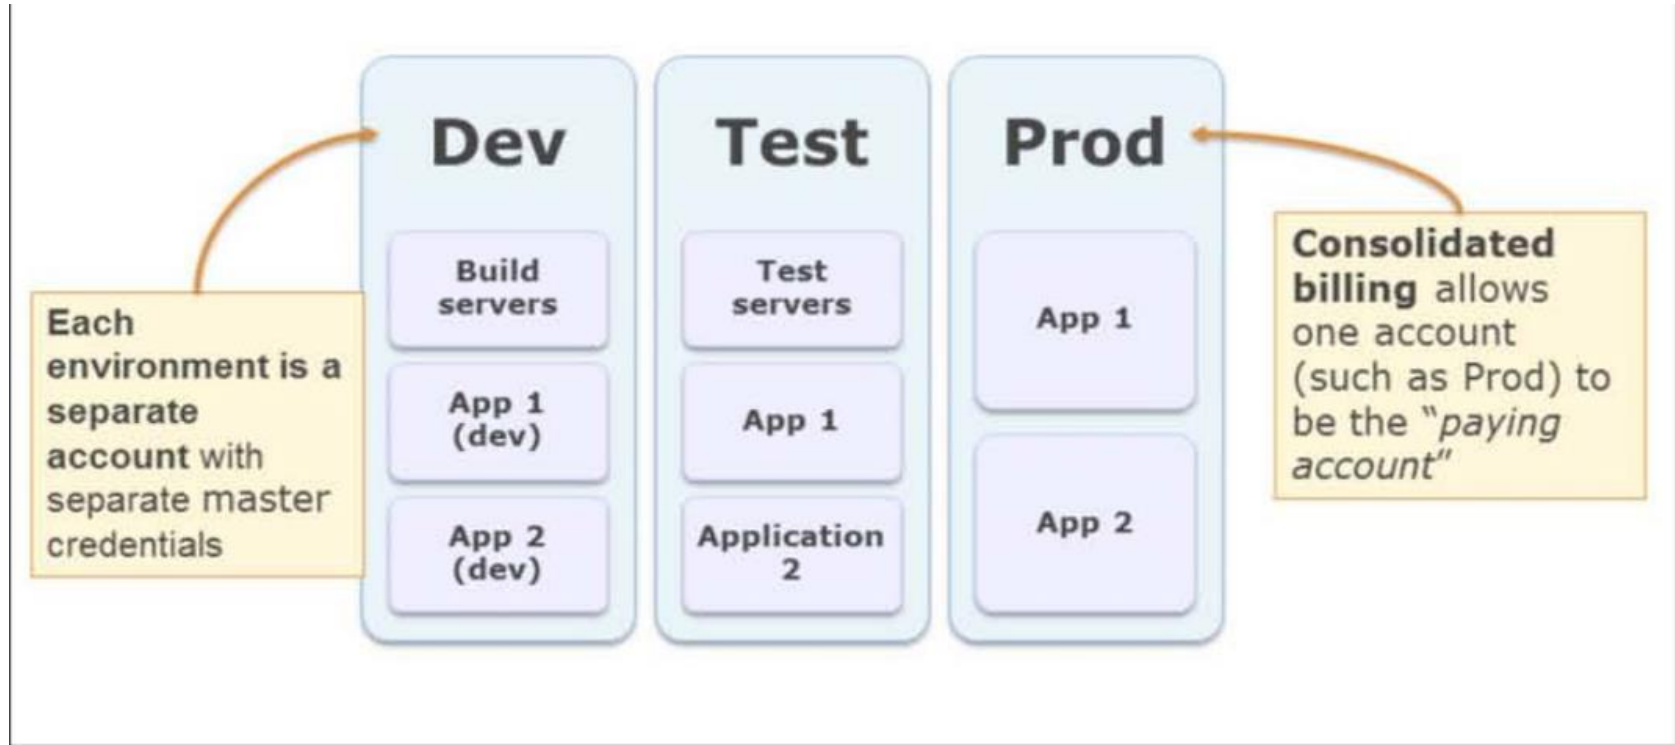 Dev
Test
Prod
Each
environment is a
separate
account with
separate master
credentials
Build
servers
App 1
(dev)
App 2
(dev)
Test
servers
App 1
Application
2
App 1
App 2
Consolidated
billing allows
one account
(such as Prod) to
be the “paying
account”